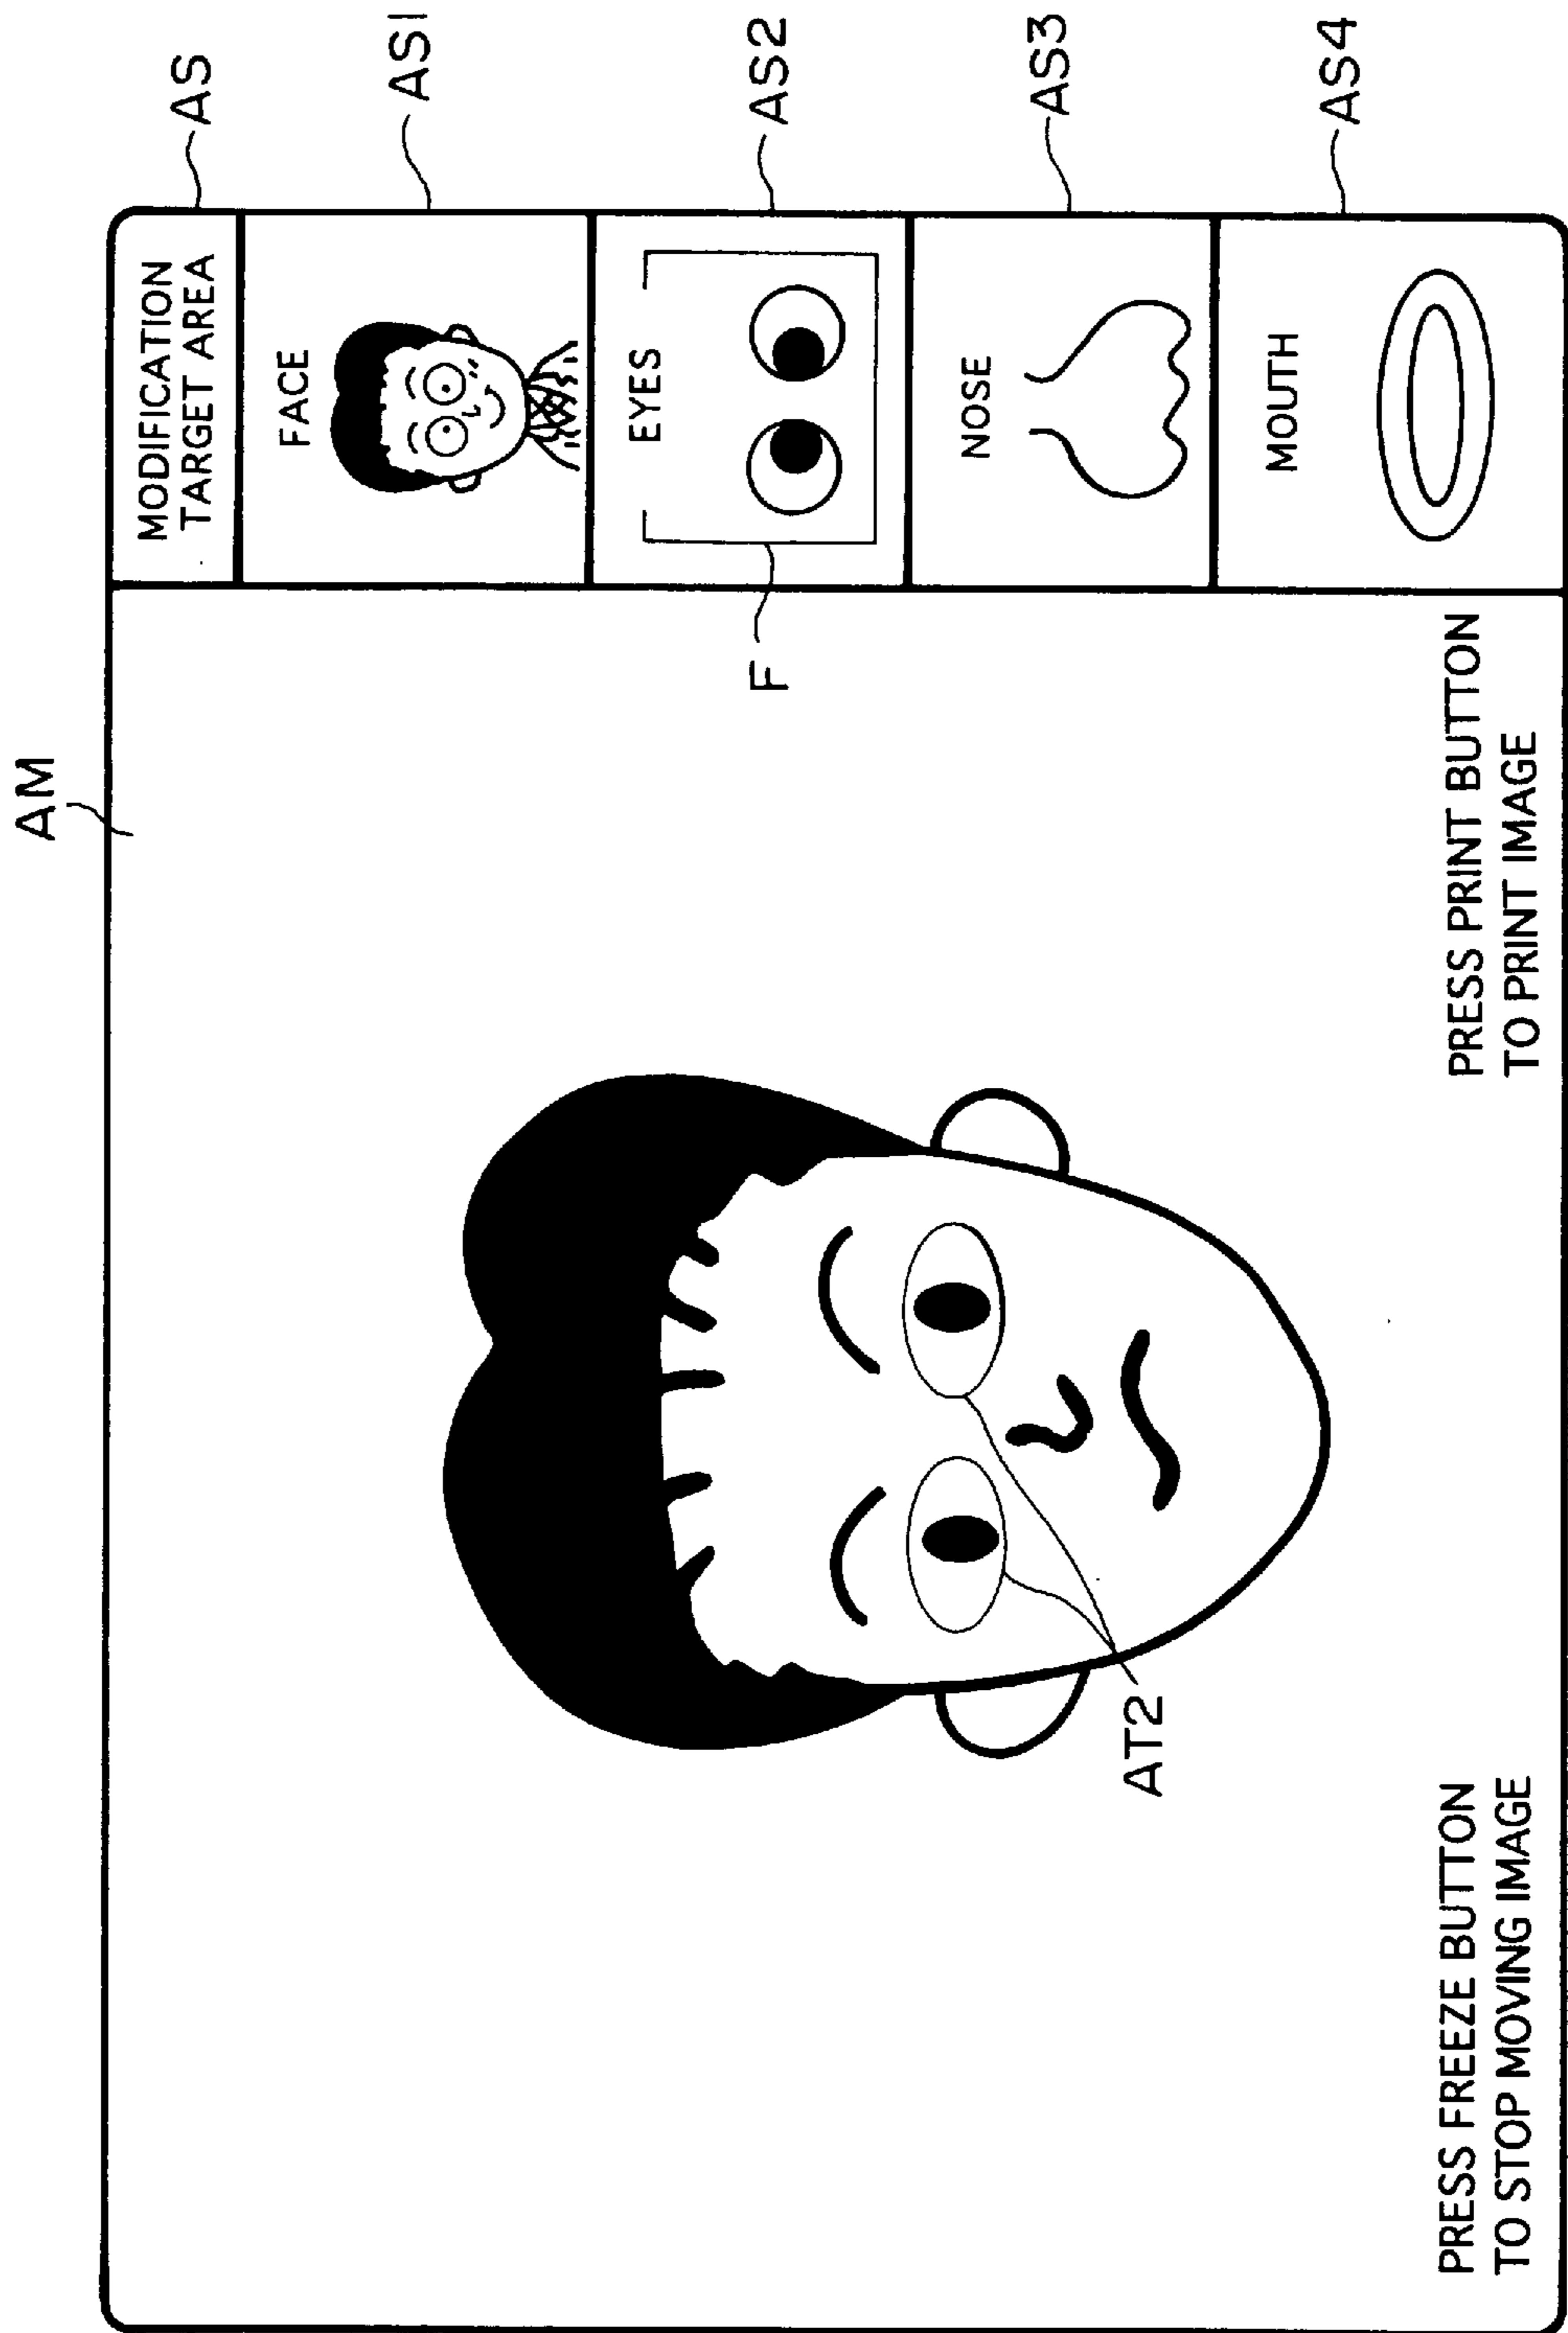 AM
AS
MODIFICATION
TARGET AREA
AS1
FACE
AS2
EYES
F
AS3
NOSE
AS4
MOUTH
AT2
PRESS FREEZE BUTTON
TO STOP MOVING IMAGE
PRESS PRINT BUTTON
TO PRINT IMAGE